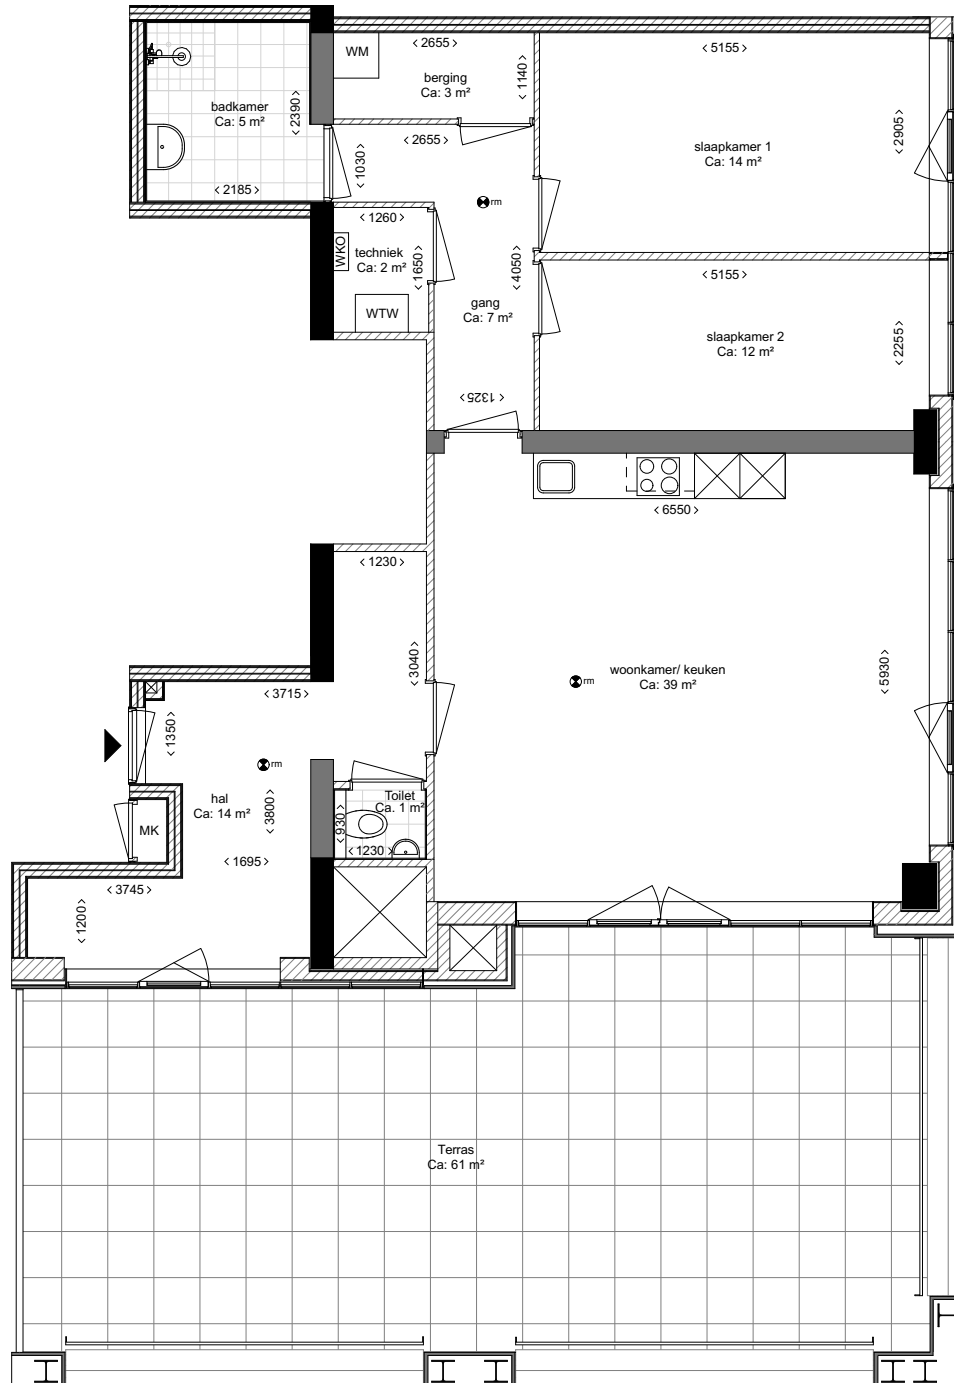 WM
‹ 2655 ›
‹ 5155 ›
berging
Ca: 3 m²
‹ 1140 ›
badkamer
Ca: 5 m²
‹ 2390 ›
‹ 2905 ›
‹ 2655 ›
slaapkamer 1
Ca: 14 m²
‹ 1030 ›
‹ 2185 ›
rm
‹ 1260 ›
WKO
techniek
Ca: 2 m²
‹ 1650 ›
‹ 4050 ›
‹ 5155 ›
gang
Ca: 7 m²
WTW
slaapkamer 2
Ca: 12 m²
‹ 2255 ›
‹ 1325 ›
‹ 6550 ›
‹ 1230 ›
‹ 3040 ›
woonkamer/ keuken
Ca: 39 m²
rm
‹ 5930 ›
‹ 3715 ›
‹ 1350 ›
rm
hal
Ca: 14 m²
‹ 3800 ›
Toilet
Ca. 1 m²
‹ 930 ›
‹ 1230 ›
MK
‹ 1695 ›
‹ 3745 ›
‹ 1200 ›
Terras
Ca: 61 m²